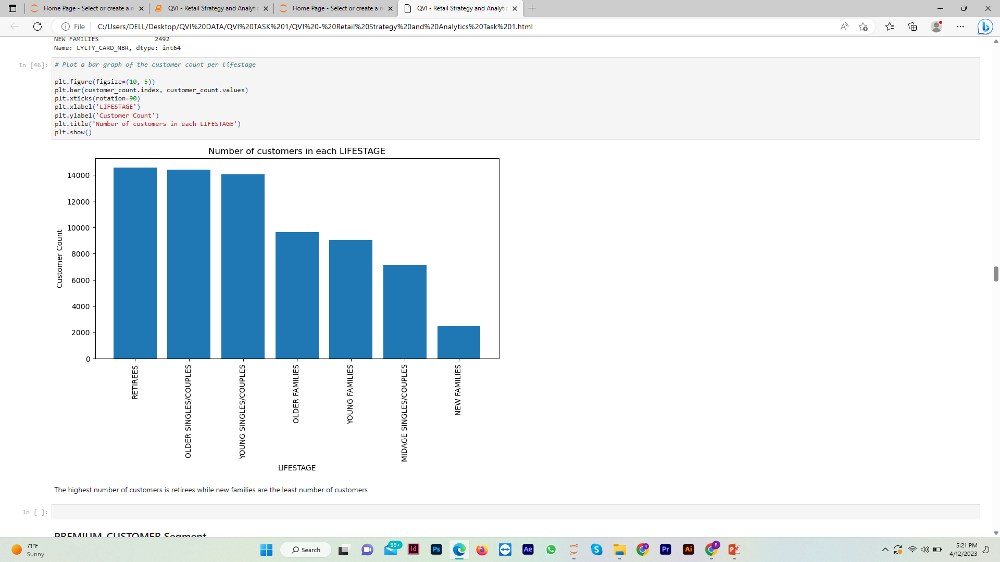 Home Page - Select or create a n
QVI - Retail Strategy and Analytic
Home Page - Select or create a n
QVI - Retail Strategy and Analytic
File
C:/Users/DELL/Desktop/QVI%20DATA/QVI%20TASK%201/QVI%20-%20Retail%20Strategy%20and%20Analytics%20Task%201.html
NEW FAMILIES 2492
Name: LYLTY_CARD_NBR, dtype: int64
In [46]:
# Plot a bar graph of the customer count per lifestage
plt.figure(figsize=(10, 5))
plt.bar(customer_count.index, customer_count.values)
plt.xticks(rotation=90)
plt.xlabel('LIFESTAGE')
plt.ylabel('Customer Count')
plt.title('Number of customers in each LIFESTAGE')
plt.show()
Number of customers in each LIFESTAGE
Customer Count
14000
12000
10000
8000
6000
4000
2000
0
RETIREES
OLDER SINGLES/COUPLES
YOUNG SINGLES/COUPLES
OLDER FAMILIES
YOUNG FAMILIES
MIDAGE SINGLES/COUPLES
NEW FAMILIES
LIFESTAGE
The highest number of customers is retirees while new families are the least number of customers
In [ ]:
PREMIUM_CUSTOMER Segment
71°F
Sunny
Search
99+
Id
Ps
Ae
S
N
Pr
Ai
R
P
5:21 PM
4/12/2023